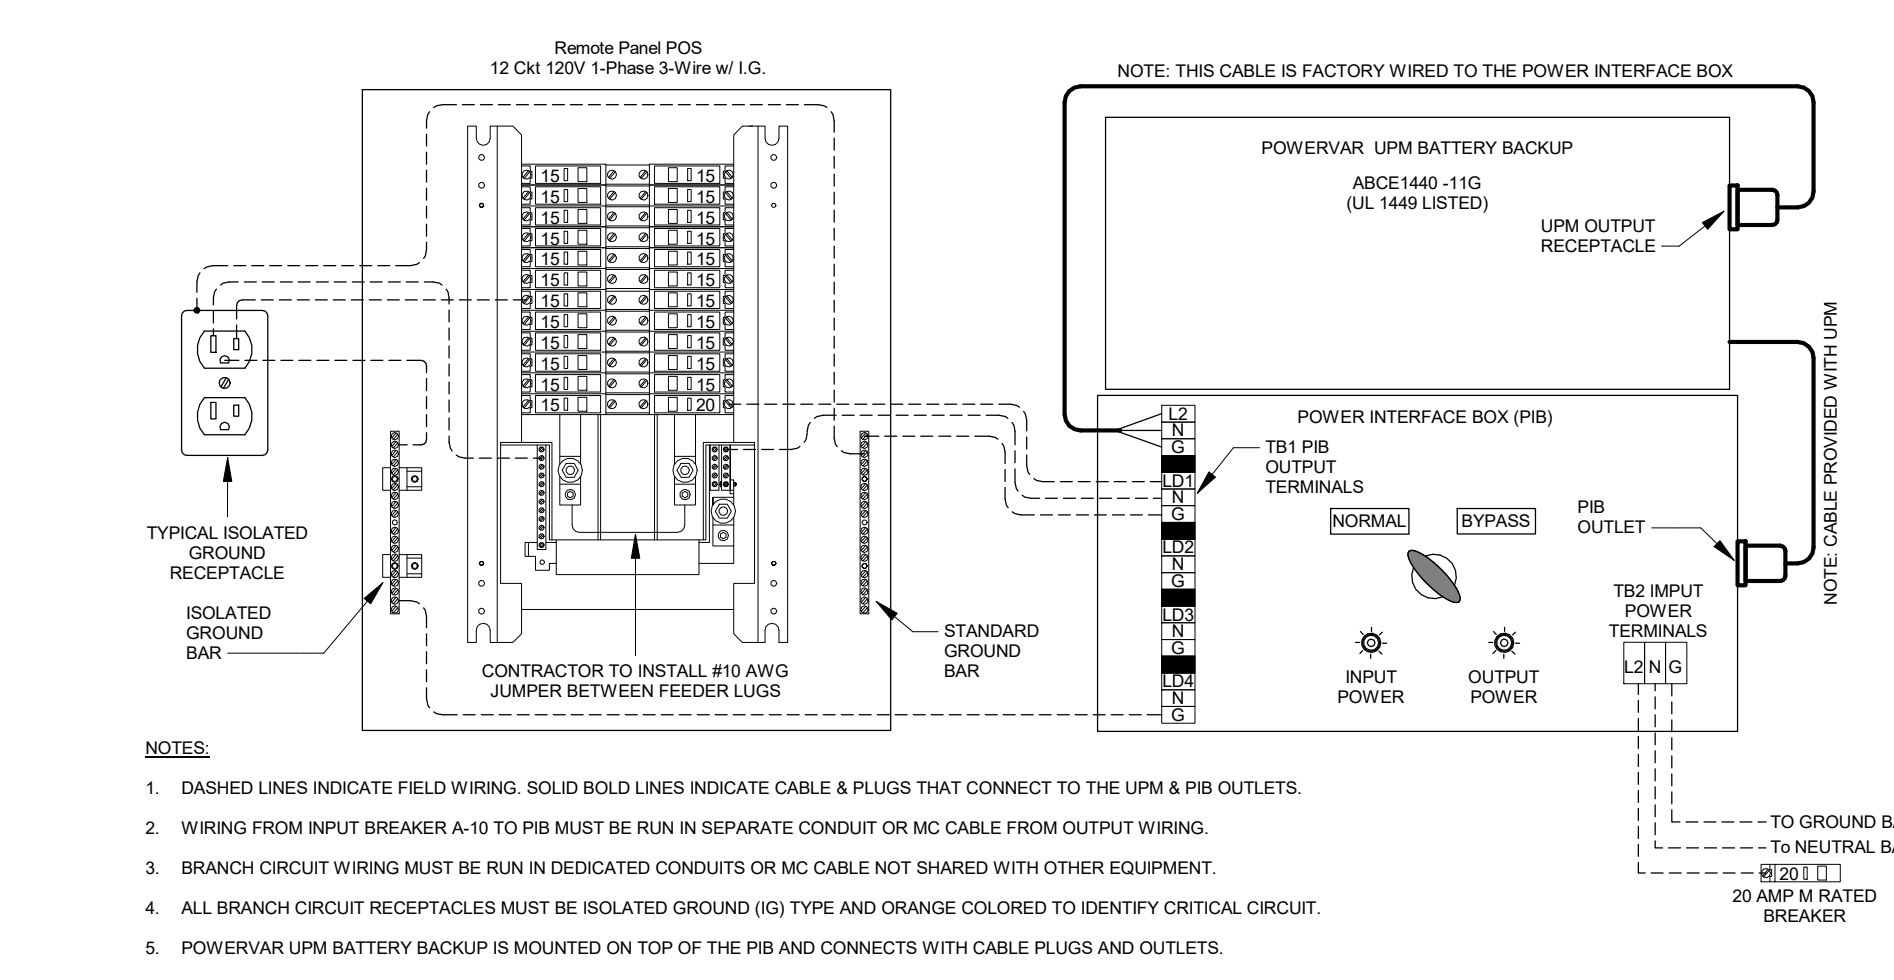 Remote Panel POS
12 Ckt 120V 1-Phase 3-Wire w/ I.G.
NOTE: THIS CABLE IS FACTORY WIRED TO THE POWER INTERFACE BOX
POWERVAR UPM BATTERY BACKUP
ABCE1440 -11G
(UL 1449 LISTED)
UPM OUTPUT
RECEPTACLE
NOTE: CABLE PROVIDED WITH UPM
15 15
15 15
15 15
15 15
15 15
15 15
15 15
15 15
15 15
15 15
15 15
15 20
TYPICAL ISOLATED
GROUND
RECEPTACLE
ISOLATED
GROUND
BAR
CONTRACTOR TO INSTALL #10 AWG
JUMPER BETWEEN FEEDER LUGS
STANDARD
GROUND
BAR
POWER INTERFACE BOX (PIB)
L2
N
G
LD1
N
G
LD2
N
G
LD3
N
G
LD4
N
G
TB1 PIB
OUTPUT
TERMINALS
NORMAL
BYPASS
PIB
OUTLET
INPUT
POWER
OUTPUT
POWER
TB2 IMPUT
POWER
TERMINALS
L2 N G
TO GROUND
To NEUTRAL
20
20 AMP M RATED
BREAKER
NOTES:
1. DASHED LINES INDICATE FIELD WIRING. SOLID BOLD LINES INDICATE CABLE & PLUGS THAT CONNECT TO THE UPM & PIB OUTLETS.
2. WIRING FROM INPUT BREAKER A-10 TO PIB MUST BE RUN IN SEPARATE CONDUIT OR MC CABLE FROM OUTPUT WIRING.
3. BRANCH CIRCUIT WIRING MUST BE RUN IN DEDICATED CONDUITS OR MC CABLE NOT SHARED WITH OTHER EQUIPMENT.
4. ALL BRANCH CIRCUIT RECEPTACLES MUST BE ISOLATED GROUND (IG) TYPE AND ORANGE COLORED TO IDENTIFY CRITICAL CIRCUIT.
5. POWERVAR UPM BATTERY BACKUP IS MOUNTED ON TOP OF THE PIB AND CONNECTS WITH CABLE PLUGS AND OUTLETS.